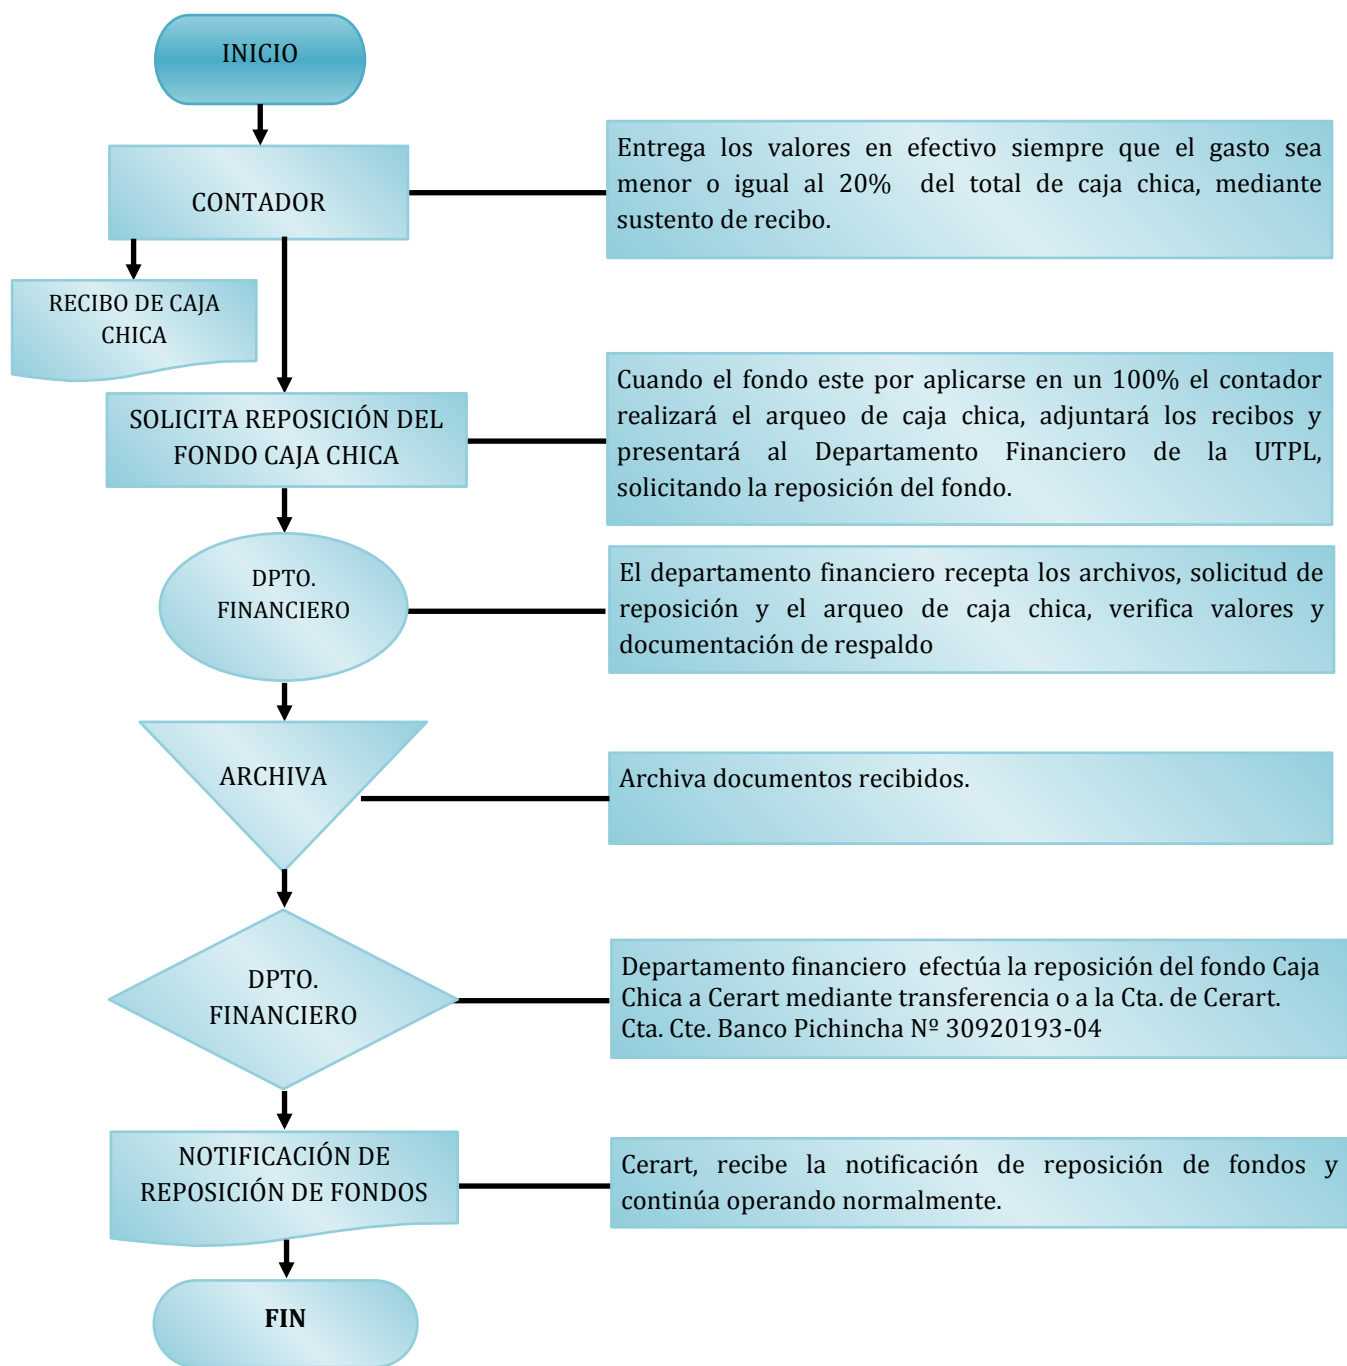 INICIO
CONTADOR
Entrega los valores en efectivo siempre que el gasto sea
menor o igual al 20% del total de caja chica, mediante
sustento de recibo.
RECIBO DE CAJA
CHICA
SOLICITA REPOSICIÓN DEL
FONDO CAJA CHICA
Cuando el fondo este por aplicarse en un 100% el contador
realizará el arqueo de caja chica, adjuntará los recibos y
presentará al Departamento Financiero de la UTPL,
solicitando la reposición del fondo.
DPTO.
FINANCIERO
El departamento financiero recepta los archivos, solicitud de
reposición y el arqueo de caja chica, verifica valores y
documentación de respaldo
ARCHIVA
Archiva documentos recibidos.
DPTO.
FINANCIERO
Departamento financiero efectúa la reposición del fondo Caja
Chica a Cerart mediante transferencia o a la Cta. de Cerart.
Cta. Cte. Banco Pichincha Nº 30920193-04
NOTIFICACIÓN DE
REPOSICIÓN DE FONDOS
Cerart, recibe la notificación de reposición de fondos y
continúa operando normalmente.
FIN